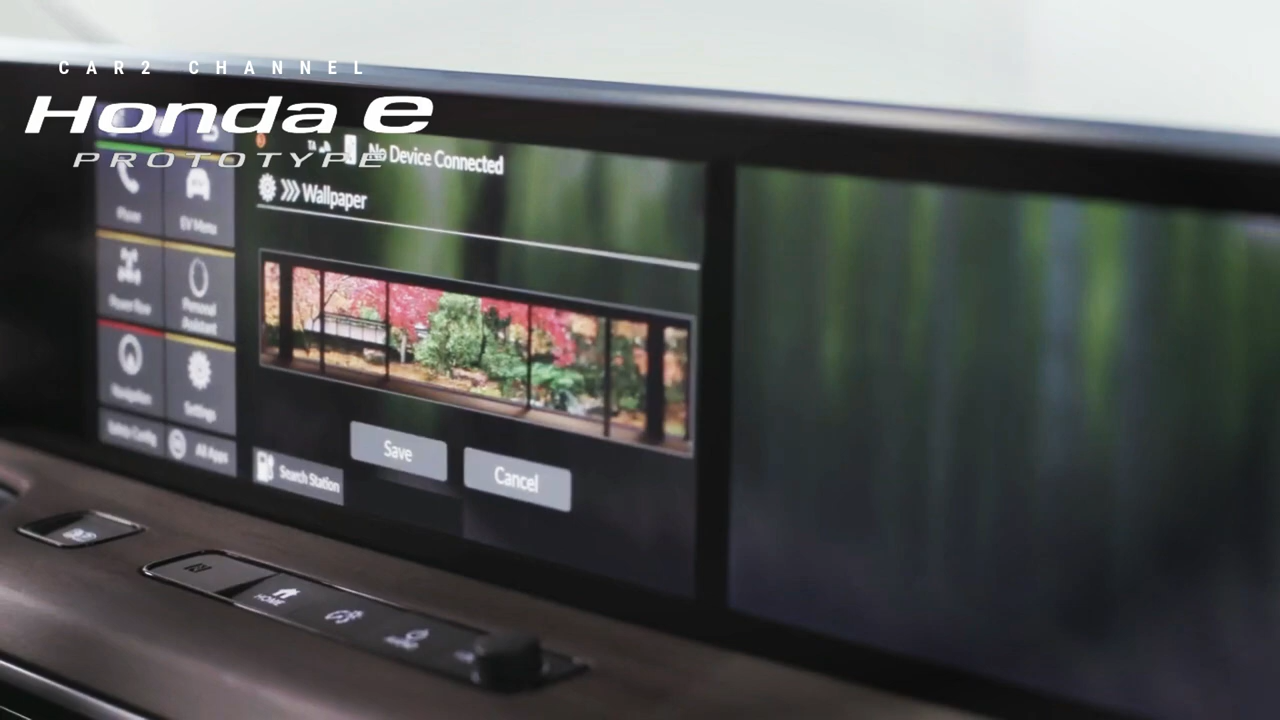 CAR2 CHANNEL
Honda e
PROTOTYPE
TA
No Device Connected
Wallpaper
Phone
EV Menu
Power Flow
Personal
Assistant
Navigation
Settings
All Apps
Search Station
Save
Cancel
HOME